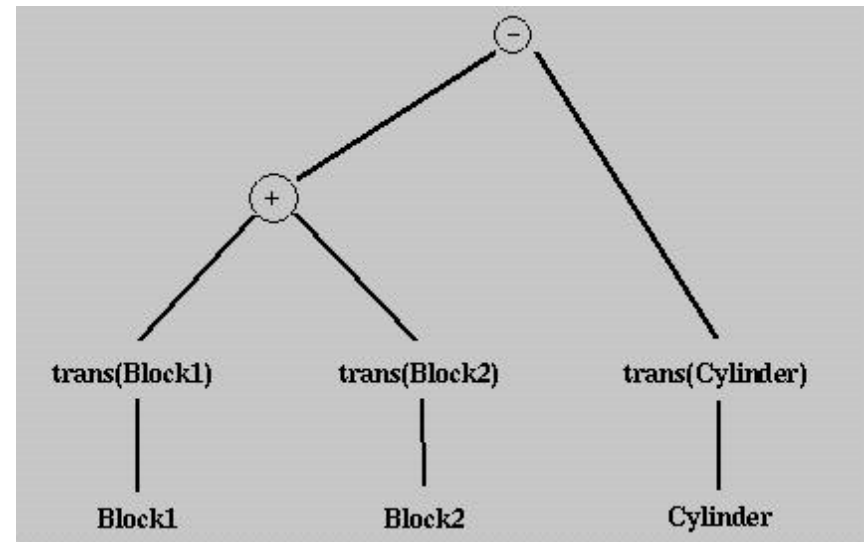 −
+
trans(Block1) trans(Block2) trans(Cylinder)
Block1 Block2 Cylinder